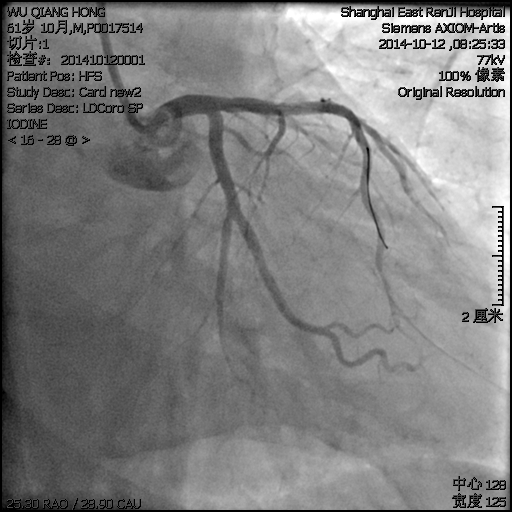 WU QIANG HONG
61岁 10月,M,P0017514
切片:1
检查#: 201410120001
Patient Pos: HFS
Study Desc: Card new2
Series Desc: LDCoro SP
IODINE
< 16 - 28 @ >
Shanghai East RenJi Hospital
Siemens AXIOM-Artis
2014-10-12 ,08:25:33
77kV
100% 像素
Original Resolution
2 厘米
25.30 RAO / 28.90 CAU
中心 128
宽度 125